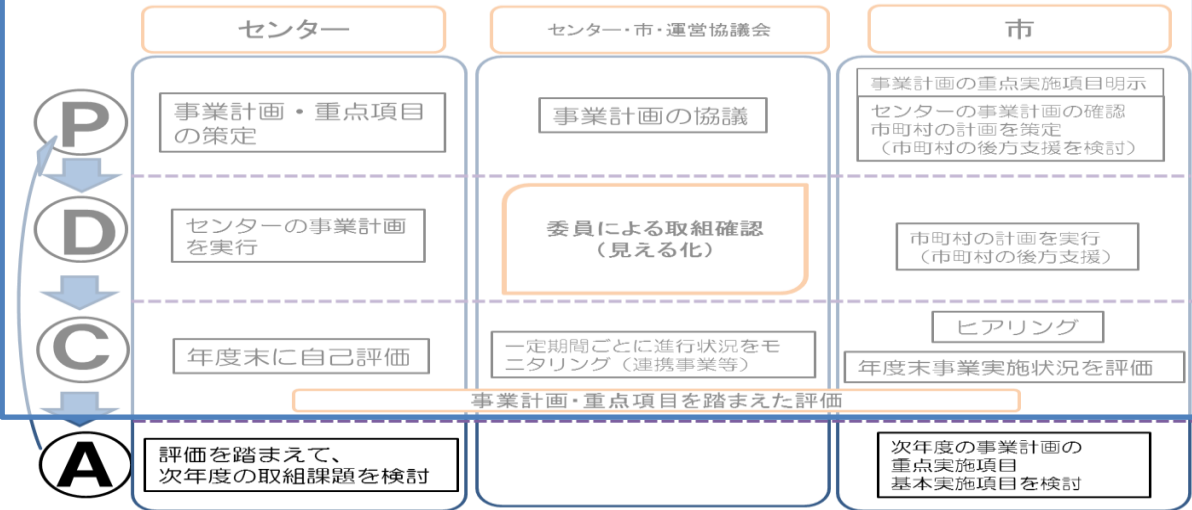 センター
センター・市・運営協議会
市
P
事業計画・重点項目
の策定
事業計画の協議
事業計画の重点実施項目明示
センターの事業計画の確認
市町村の計画を策定
（市町村の後方支援を検討）
D
センターの事業計画
を実行
委員による取組確認
（見える化）
市町村の計画を実行
（市町村の後方支援）
C
年度末に自己評価
一定期間ごとに進行状況をモ
ニタリング（連携事業等）
ヒアリング
年度末事業実施状況を評価
事業計画・重点項目を踏まえた評価
A
評価を踏まえて、
次年度の取組課題を検討
次年度の事業計画の
重点実施項目
基本実施項目を検討